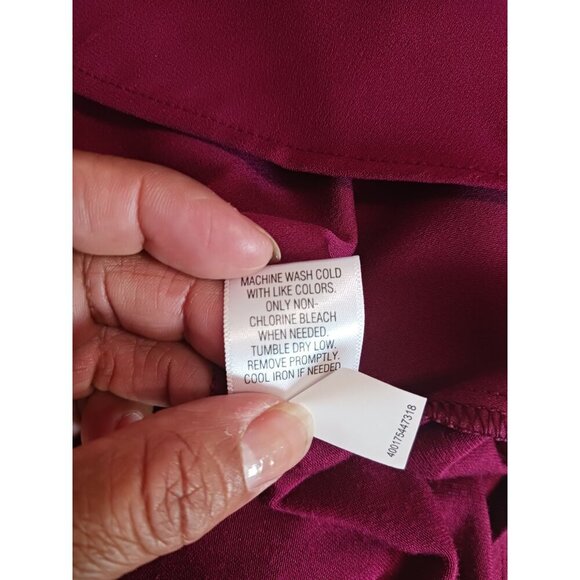 MACHINE WASH COLD
WITH LIKE COLORS.
ONLY NON-
CHLORINE BLEACH
WHEN NEEDED.
TUMBLE DRY LOW.
REMOVE PROMPTLY.
COOL IRON IF NEEDED
400175447318